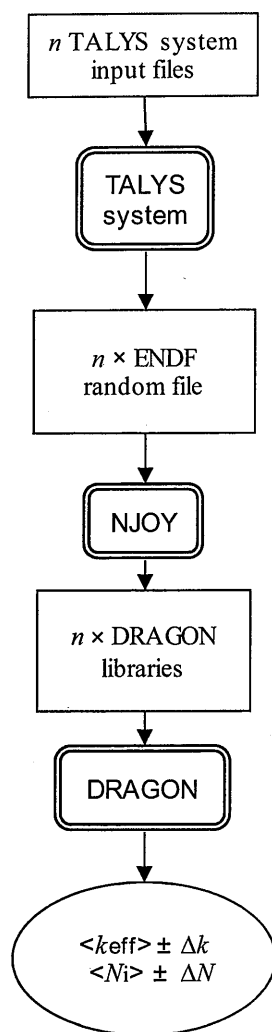 n TALYS system
input files
TALYS
system
n × ENDF
random file
NJOY
n × DRAGON
libraries
DRAGON
<keff> ± Δk
<Ni> ± ΔN